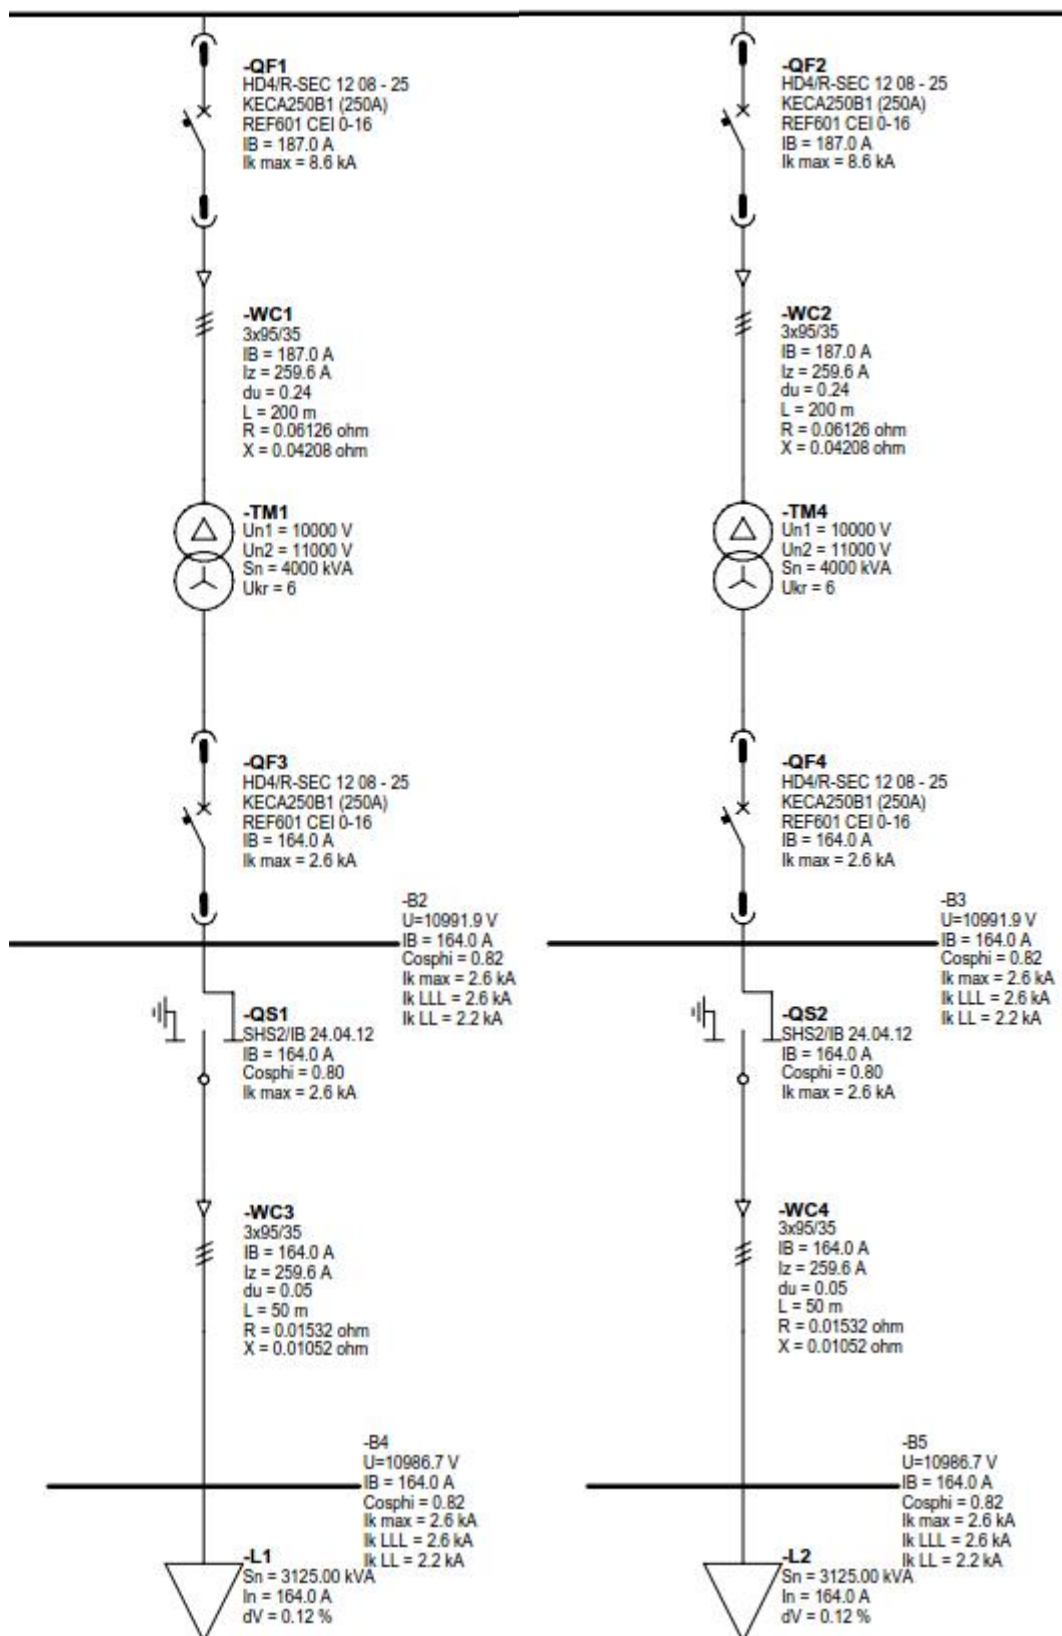 -QF1
HD4/R-SEC 12 08 - 25
KECA250B1 (250A)
REF601 CEI 0-16
IB = 187.0 A
Ik max = 8.6 kA
-QF2
HD4/R-SEC 12 08 - 25
KECA250B1 (250A)
REF601 CEI 0-16
IB = 187.0 A
Ik max = 8.6 kA
-WC1
3x95/35
IB = 187.0 A
Iz = 259.6 A
du = 0.24
L = 200 m
R = 0.06126 ohm
X = 0.04208 ohm
-WC2
3x95/35
IB = 187.0 A
Iz = 259.6 A
du = 0.24
L = 200 m
R = 0.06126 ohm
X = 0.04208 ohm
-TM1
Un1 = 10000 V
Un2 = 11000 V
Sn = 4000 kVA
Ukr = 6
-TM4
Un1 = 10000 V
Un2 = 11000 V
Sn = 4000 kVA
Ukr = 6
-QF3
HD4/R-SEC 12 08 - 25
KECA250B1 (250A)
REF601 CEI 0-16
IB = 164.0 A
Ik max = 2.6 kA
-QF4
HD4/R-SEC 12 08 - 25
KECA250B1 (250A)
REF601 CEI 0-16
IB = 164.0 A
Ik max = 2.6 kA
-B2
U=10991.9 V
IB = 164.0 A
Cosphi = 0.82
Ik max = 2.6 kA
Ik LLL = 2.6 kA
Ik LL = 2.2 kA
-B3
U=10991.9 V
IB = 164.0 A
Cosphi = 0.82
Ik max = 2.6 kA
Ik LLL = 2.6 kA
Ik LL = 2.2 kA
-QS1
SHS2/IB 24.04.12
IB = 164.0 A
Cosphi = 0.80
Ik max = 2.6 kA
-QS2
SHS2/IB 24.04.12
IB = 164.0 A
Cosphi = 0.80
Ik max = 2.6 kA
-WC3
3x95/35
IB = 164.0 A
Iz = 259.6 A
du = 0.05
L = 50 m
R = 0.01532 ohm
X = 0.01052 ohm
-WC4
3x95/35
IB = 164.0 A
Iz = 259.6 A
du = 0.05
L = 50 m
R = 0.01532 ohm
X = 0.01052 ohm
-B4
U=10986.7 V
IB = 164.0 A
Cosphi = 0.82
Ik max = 2.6 kA
Ik LLL = 2.6 kA
Ik LL = 2.2 kA
-B5
U=10986.7 V
IB = 164.0 A
Cosphi = 0.82
Ik max = 2.6 kA
Ik LLL = 2.6 kA
Ik LL = 2.2 kA
-L1
Sn = 3125.00 kVA
In = 164.0 A
dV = 0.12 %
-L2
Sn = 3125.00 kVA
In = 164.0 A
dV = 0.12 %